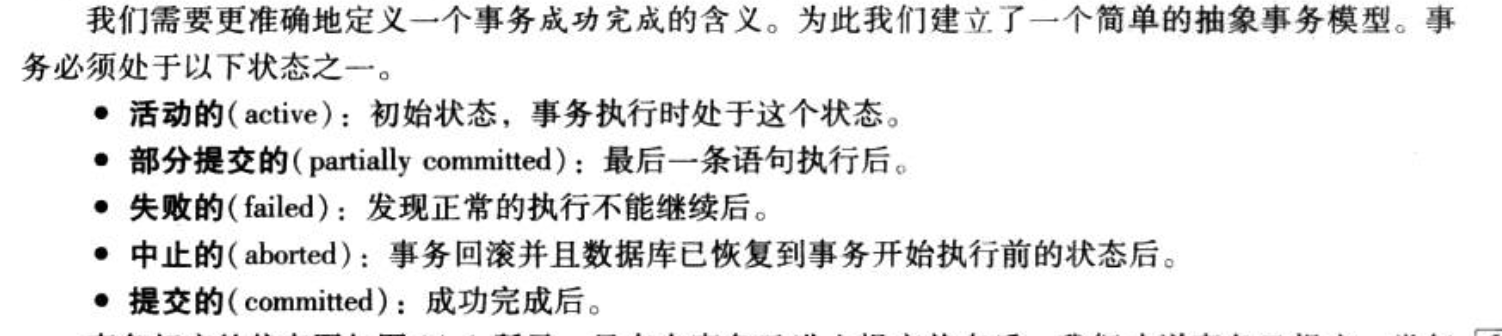 我们需要更准确地定义一个事务成功完成的含义。为此我们建立了一个简单的抽象事务模型。事
务必须处于以下状态之一。
• 活动的(active)：初始状态，事务执行时处于这个状态。
• 部分提交的(partially committed)：最后一条语句执行后。
• 失败的(failed)：发现正常的执行不能继续后。
• 中止的(aborted)：事务回滚并且数据库已恢复到事务开始执行前的状态后。
• 提交的(committed)：成功完成后。